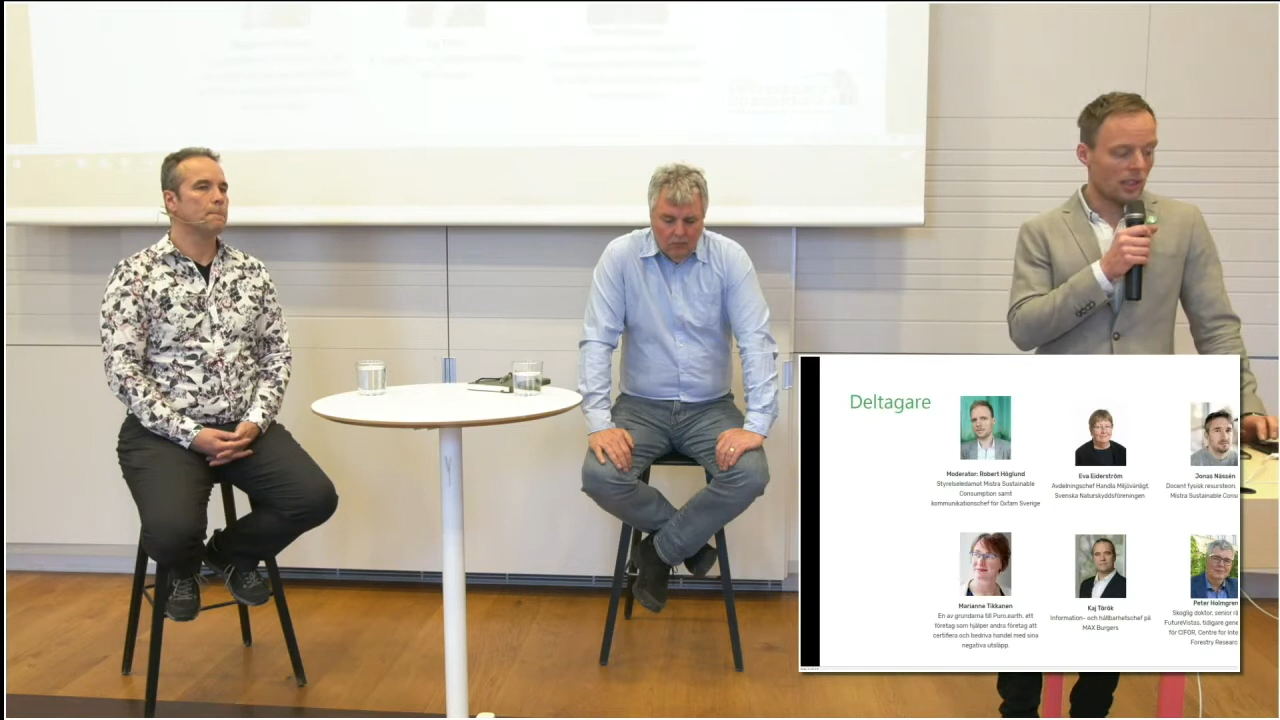 Deltagare
Moderator: Robert Höglund
Styrelseledamot Mistra Sustainable
Consumption samt
kommunikationschef för Oxfam Sverige
Eva Eiderström
Avdelningschef Handla Miljövänligt,
Svenska Naturskyddsföreningen
Jonas Nässén
Docent fysisk resursteori,
Mistra Sustainable Consu
Marianne Tikkanen
En av grundarna till Puro.earth, ett
företag som hjälper andra företag att
certifiera och bedriva handel med sina
negativa utsläpp.
Kaj Török
Information- och hållbarhetschef på
MAX Burgers
Peter Holmgren
Skoglig doktor, senior rå
FutureVistas, tidigare gene
för CIFOR, Centre for Inte
Forestry Researc